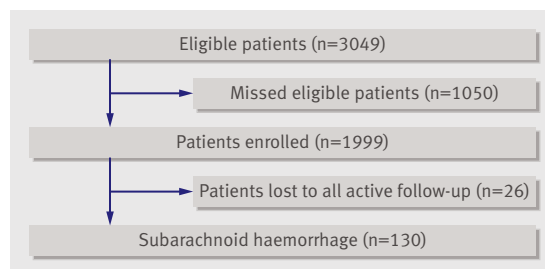 Eligible patients (n=3049)
Missed eligible patients (n=1050)
Patients enrolled (n=1999)
Patients lost to all active follow-up (n=26)
Subarachnoid haemorrhage (n=130)